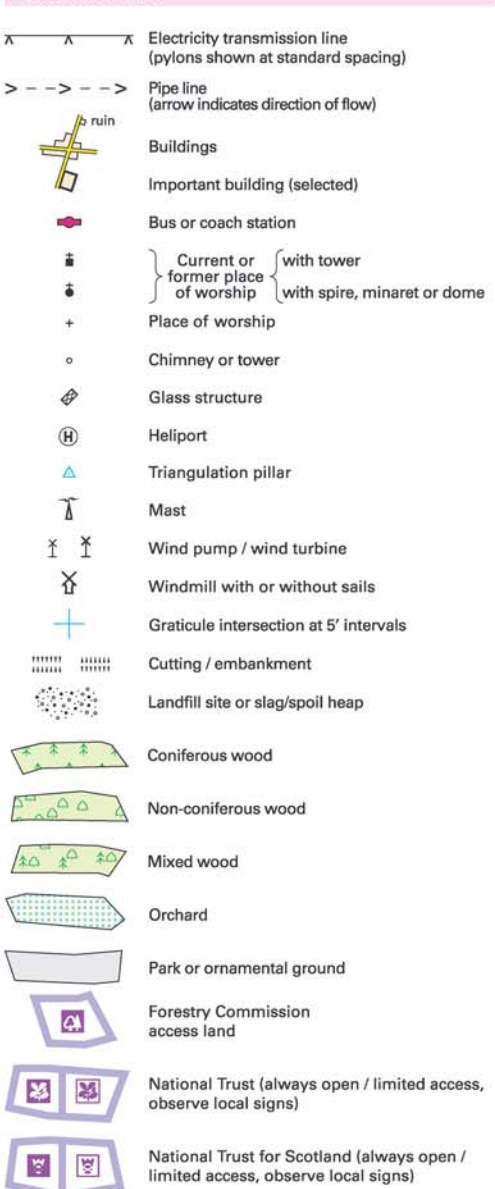 Electricity transmission line
(pylons shown at standard spacing)
Pipe line
(arrow indicates direction of flow)
ruin
Buildings
Important building (selected)
Bus or coach station
Current or former place of worship
with tower
with spire, minaret or dome
Place of worship
Chimney or tower
Glass structure
H
Heliport
Triangulation pillar
Mast
Wind pump / wind turbine
Windmill with or without sails
Graticule intersection at 5' intervals
Cutting / embankment
Landfill site or slag/spoil heap
Coniferous wood
Non-coniferous wood
Mixed wood
Orchard
Park or ornamental ground
Forestry Commission
access land
National Trust (always open / limited access,
observe local signs)
National Trust for Scotland (always open /
limited access, observe local signs)